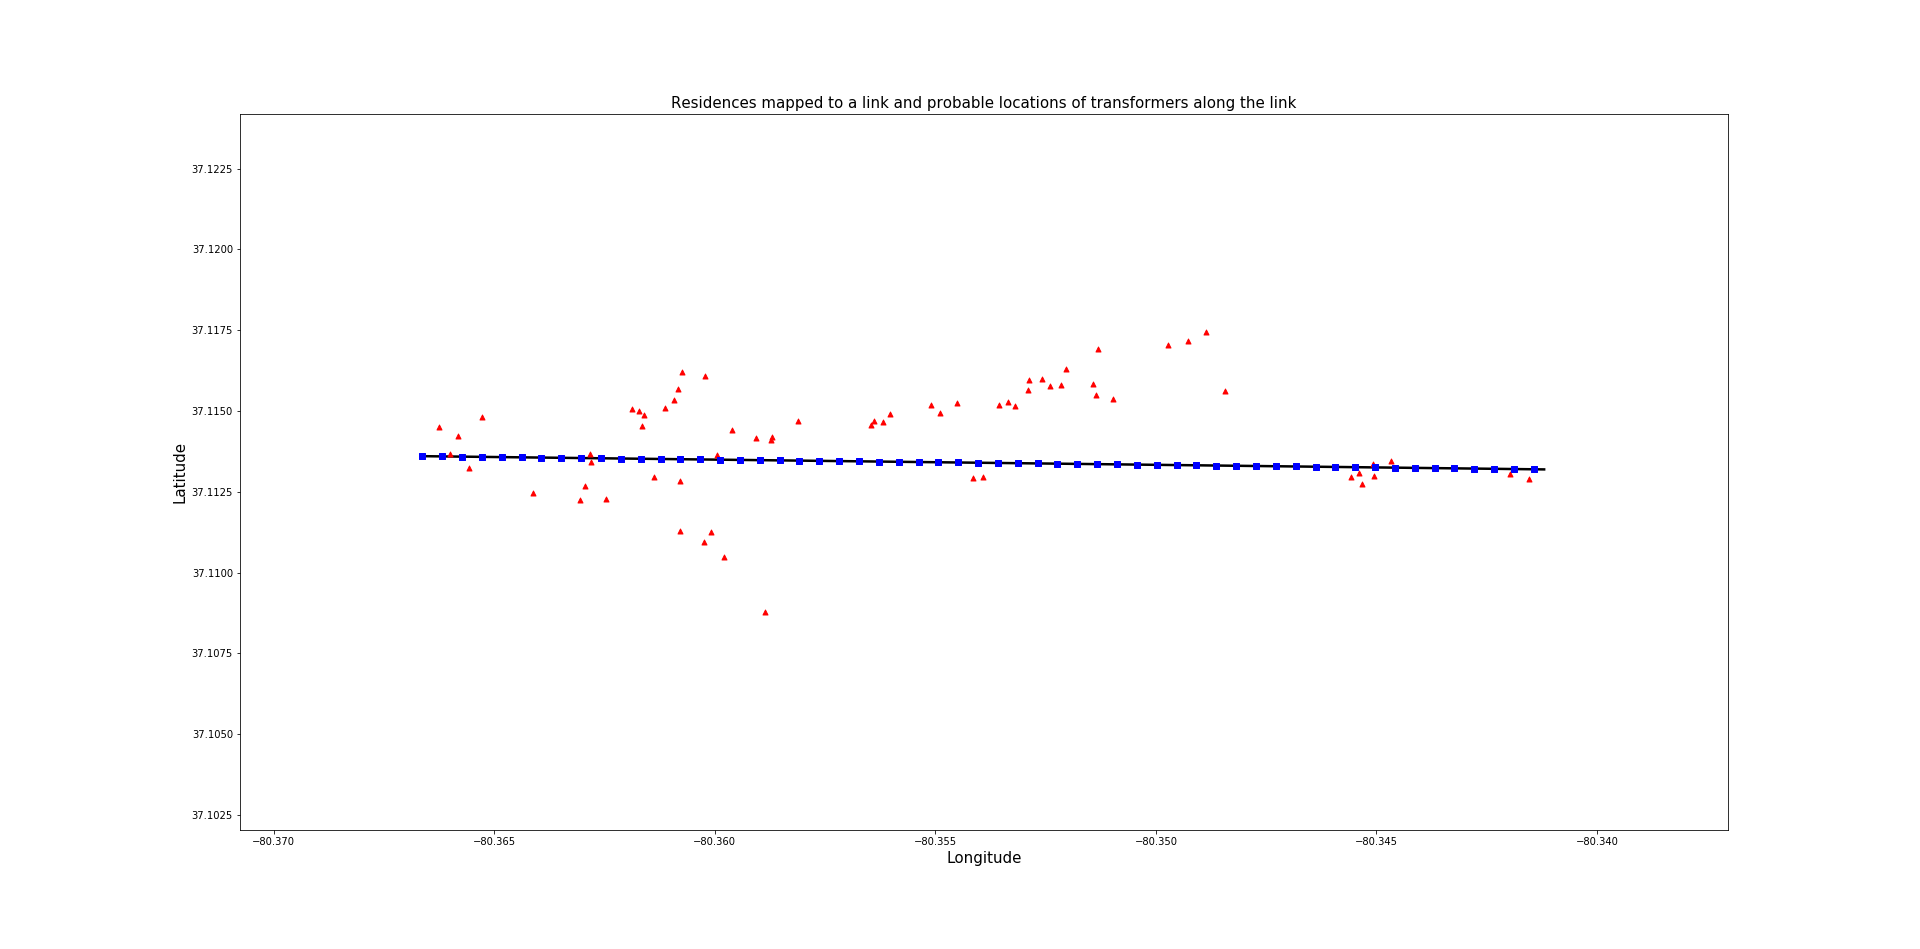 Residences mapped to a link and probable locations of transformers along the link
37.1225
37.1200
37.1175
37.1150
37.1125
37.1100
37.1075
37.1050
37.1025
Latitude
−80.370 −80.365 −80.360 −80.355 −80.350 −80.345 −80.340
Longitude